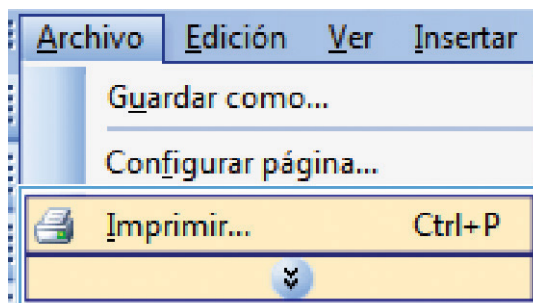 Archivo Edición Ver Insertar
Guardar como...
Configurar página...
Imprimir... Ctrl+P